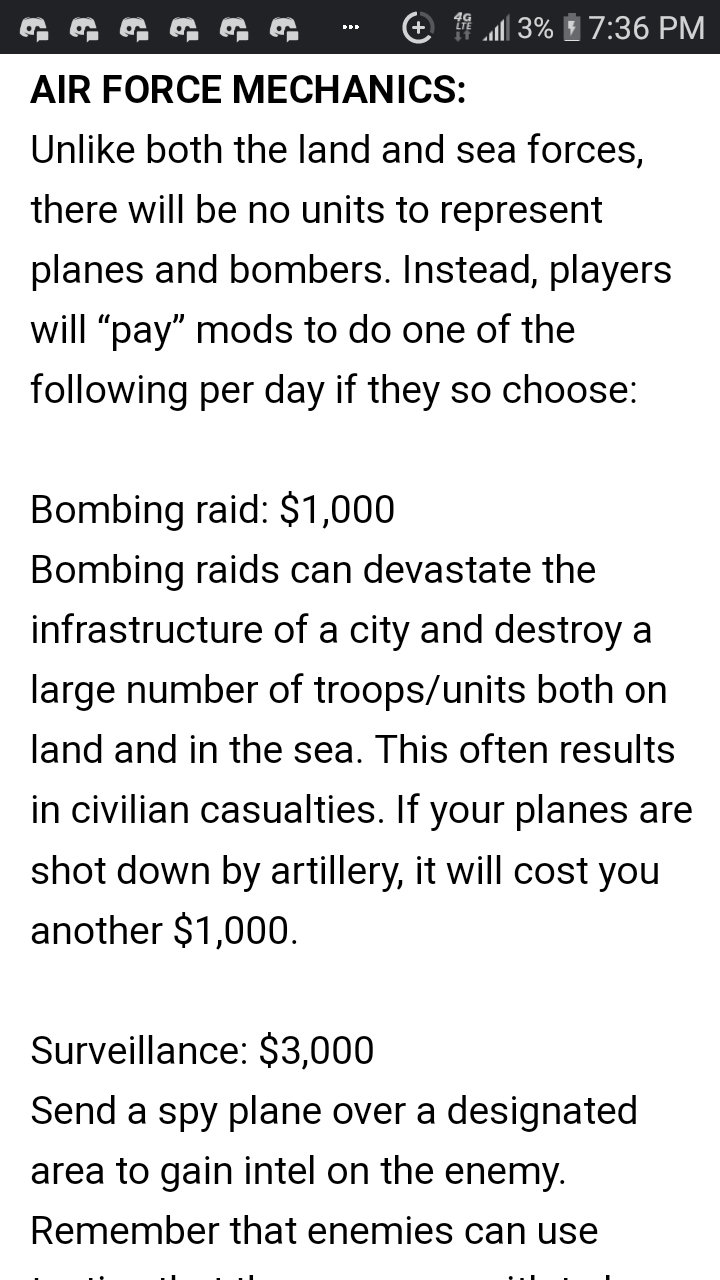 4G
LTE
3%
7:36 PM
AIR FORCE MECHANICS:
Unlike both the land and sea forces,
there will be no units to represent
planes and bombers. Instead, players
will “pay” mods to do one of the
following per day if they so choose:
Bombing raid: $1,000
Bombing raids can devastate the
infrastructure of a city and destroy a
large number of troops/units both on
land and in the sea. This often results
in civilian casualties. If your planes are
shot down by artillery, it will cost you
another $1,000.
Surveillance: $3,000
Send a spy plane over a designated
area to gain intel on the enemy.
Remember that enemies can use